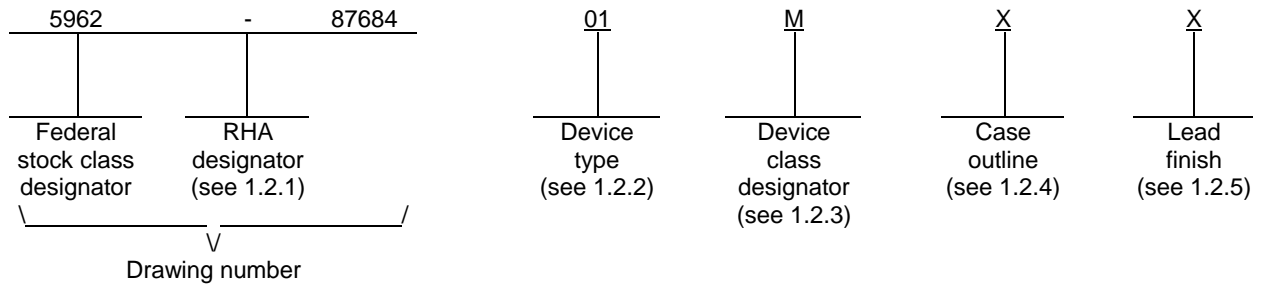 5962 - 87684 01 M X X
Federal RHA Device Device Case Lead
stock class designator type class outline finish
designator (see 1.2.1) (see 1.2.2) designator (see 1.2.4) (see 1.2.5)
(see 1.2.3)
\ /
\/
Drawing number